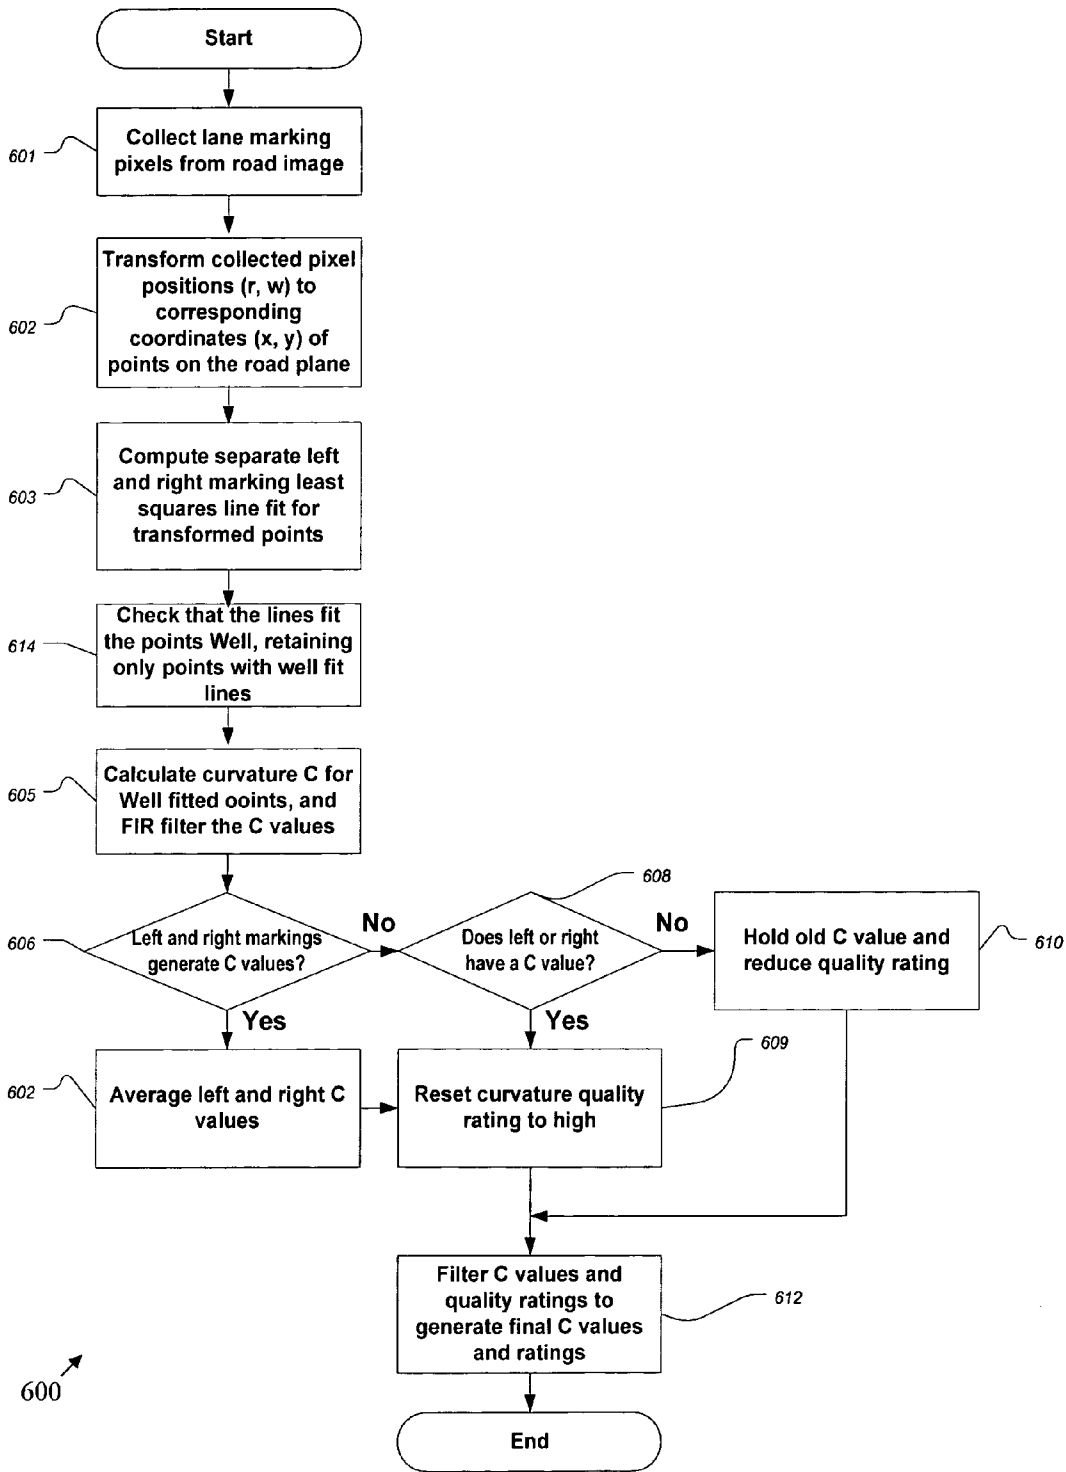 Start
601
Collect lane marking
pixels from road image
602
Transform collected pixel
positions (r, w) to
corresponding
coordinates (x, y) of
points on the road plane
603
Compute separate left
and right marking least
squares line fit for
transformed points
614
Check that the lines fit
the points Well, retaining
only points with well fit
lines
605
Calculate curvature C for
Well fitted ooints, and
FIR filter the C values
606
Left and right markings
generate C values?
No
Yes
608
Does left or right
have a C value?
No
Yes
Hold old C value and
reduce quality rating
610
602
Average left and right C
values
Reset curvature quality
rating to high
609
Filter C values and
quality ratings to
generate final C values
and ratings
612
600
End